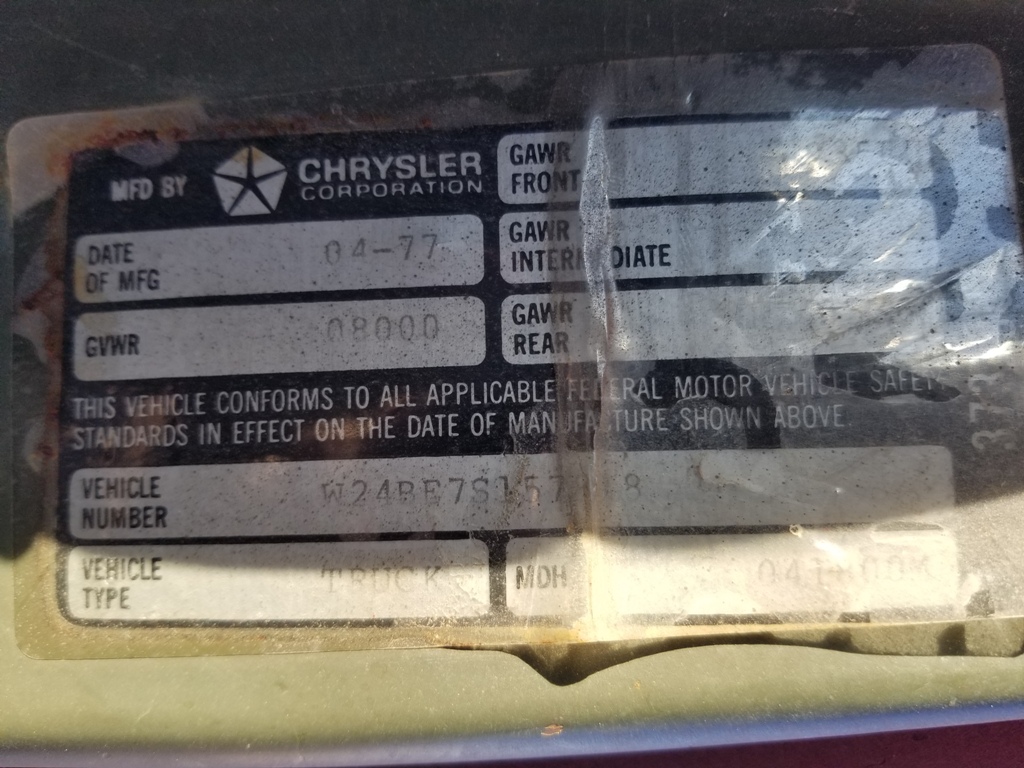 MFD BY CHRYSLER CORPORATION
DATE OF MFG 04-77
GVWR 08000
GAWR FRONT
GAWR INTERMEDIATE
GAWR REAR
THIS VEHICLE CONFORMS TO ALL APPLICABLE FEDERAL MOTOR VEHICLE SAFETY
STANDARDS IN EFFECT ON THE DATE OF MANUFACTURE SHOWN ABOVE.
VEHICLE NUMBER
VEHICLE TYPE TRUCK
MDH
373